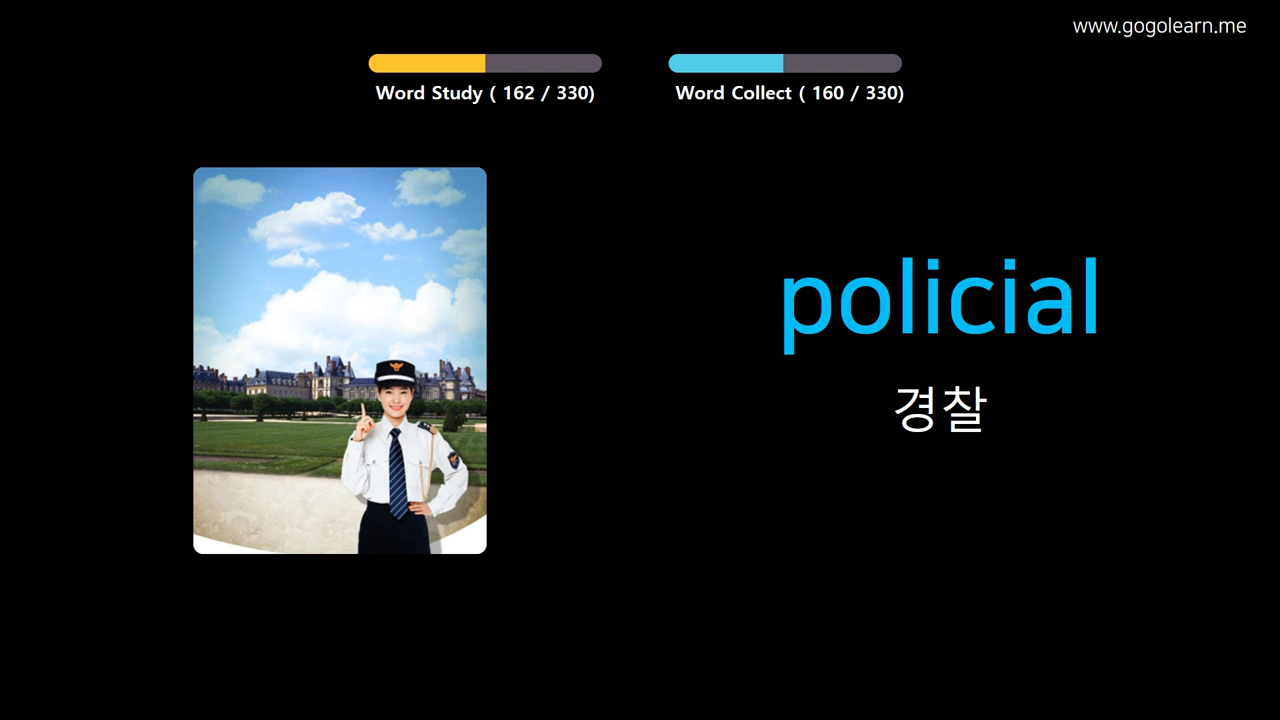 www.gogolearn.me
Word Study ( 162 / 330)
Word Collect ( 160 / 330)
policial
경찰